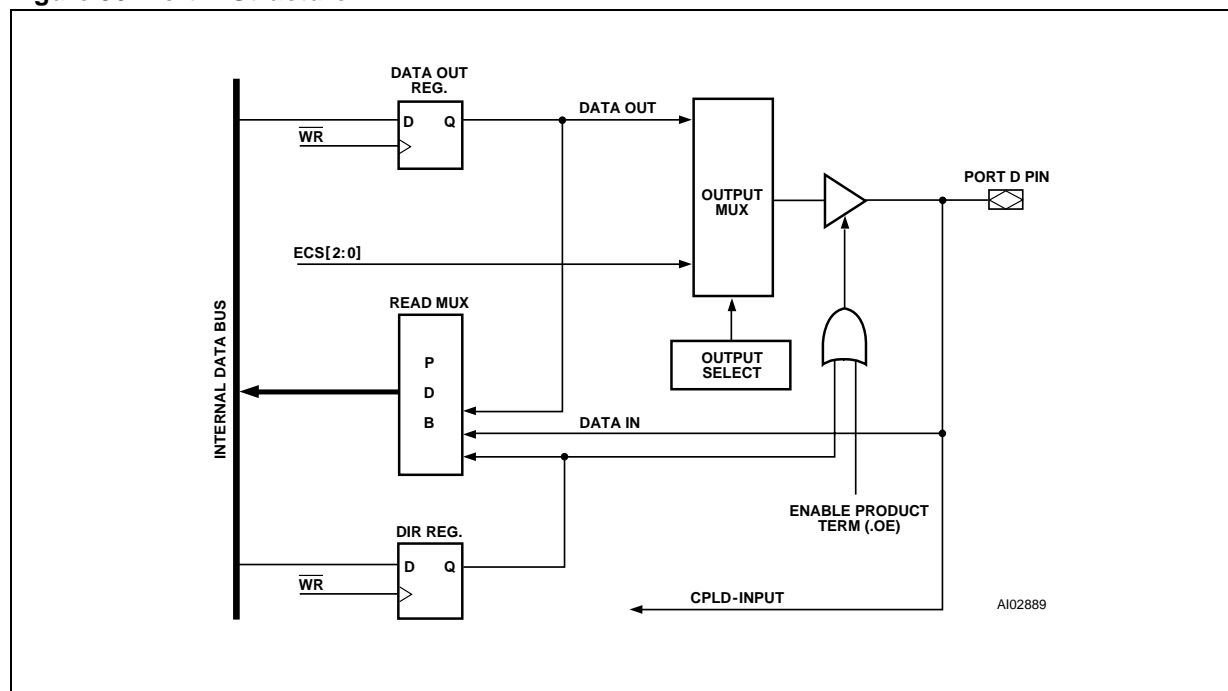 DATA OUT
REG.
D Q
WR
DATA OUT
OUTPUT
MUX
PORT D PIN
ECS[2:0]
READ MUX
P
D
B
OUTPUT
SELECT
INTERNAL DATA BUS
DATA IN
ENABLE PRODUCT
TERM (.OE)
DIR REG.
D Q
WR
CPLD-INPUT
AI02889